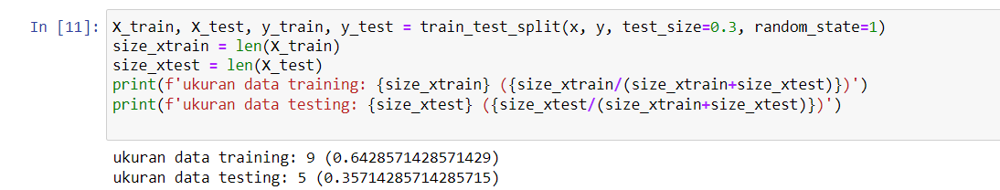 In [11]: X_train, X_test, y_train, y_test = train_test_split(x, y, test_size=0.3, random_state=1)
size_xtrain = len(X_train)
size_xtest = len(X_test)
print(f'ukuran data training: {size_xtrain} ({size_xtrain/(size_xtrain+size_xtest)})')
print(f'ukuran data testing: {size_xtest} ({size_xtest/(size_xtrain+size_xtest)})')
ukuran data training: 9 (0.6428571428571429)
ukuran data testing: 5 (0.35714285714285715)